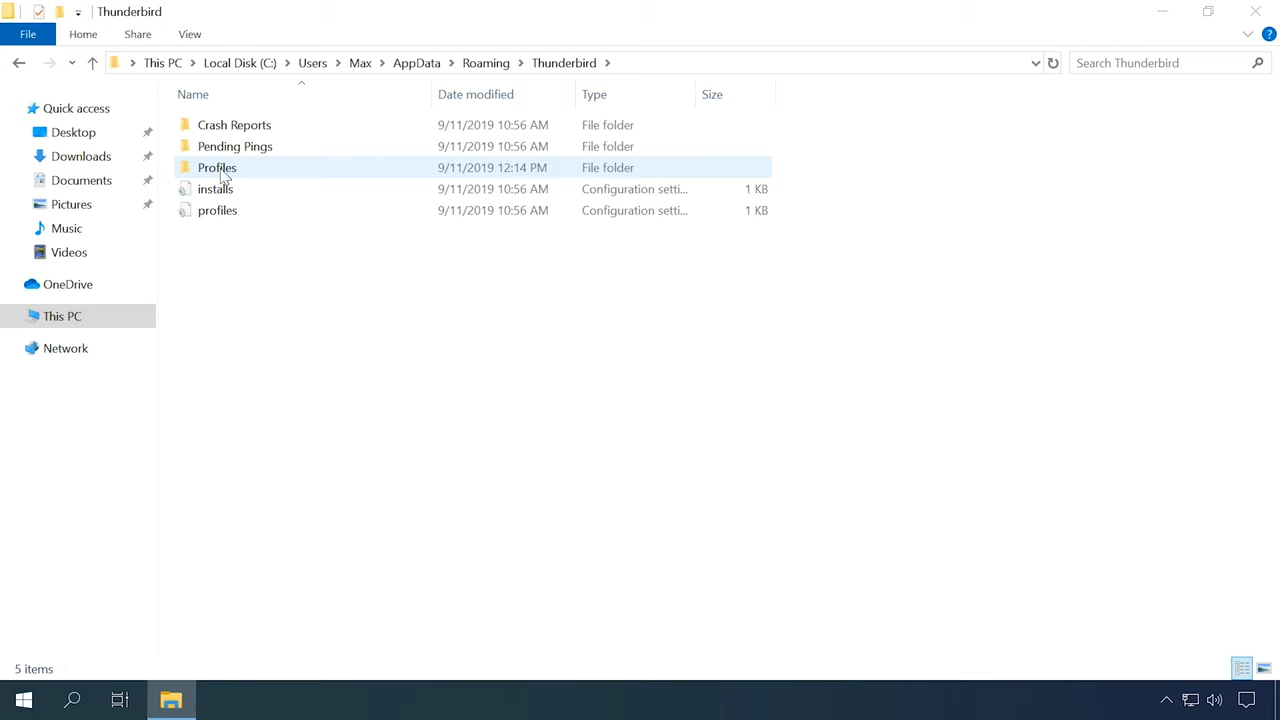 Thunderbird
File Home Share View
This PC Local Disk (C:) Users Max AppData Roaming Thunderbird Search Thunderbird
Name Date modified Type Size
Quick access
Desktop
Downloads
Documents
Pictures
Music
Videos
OneDrive
This PC
Network
Crash Reports 9/11/2019 10:56 AM File folder
Pending Pings 9/11/2019 10:56 AM File folder
Profiles 9/11/2019 12:14 PM File folder
installs 9/11/2019 10:56 AM Configuration setti... 1 KB
profiles 9/11/2019 10:56 AM Configuration setti... 1 KB
5 items